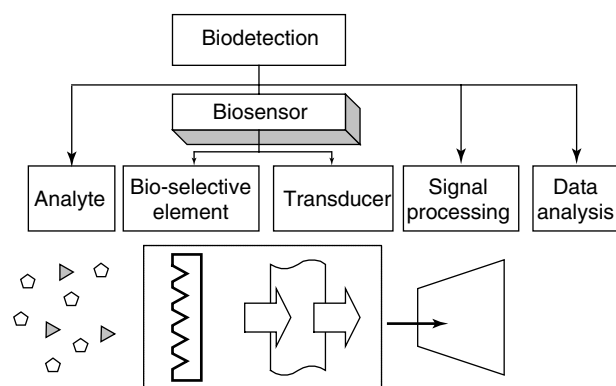 Biodetection
Biosensor
Analyte
Bio-selective
element
Transducer
Signal
processing
Data
analysis